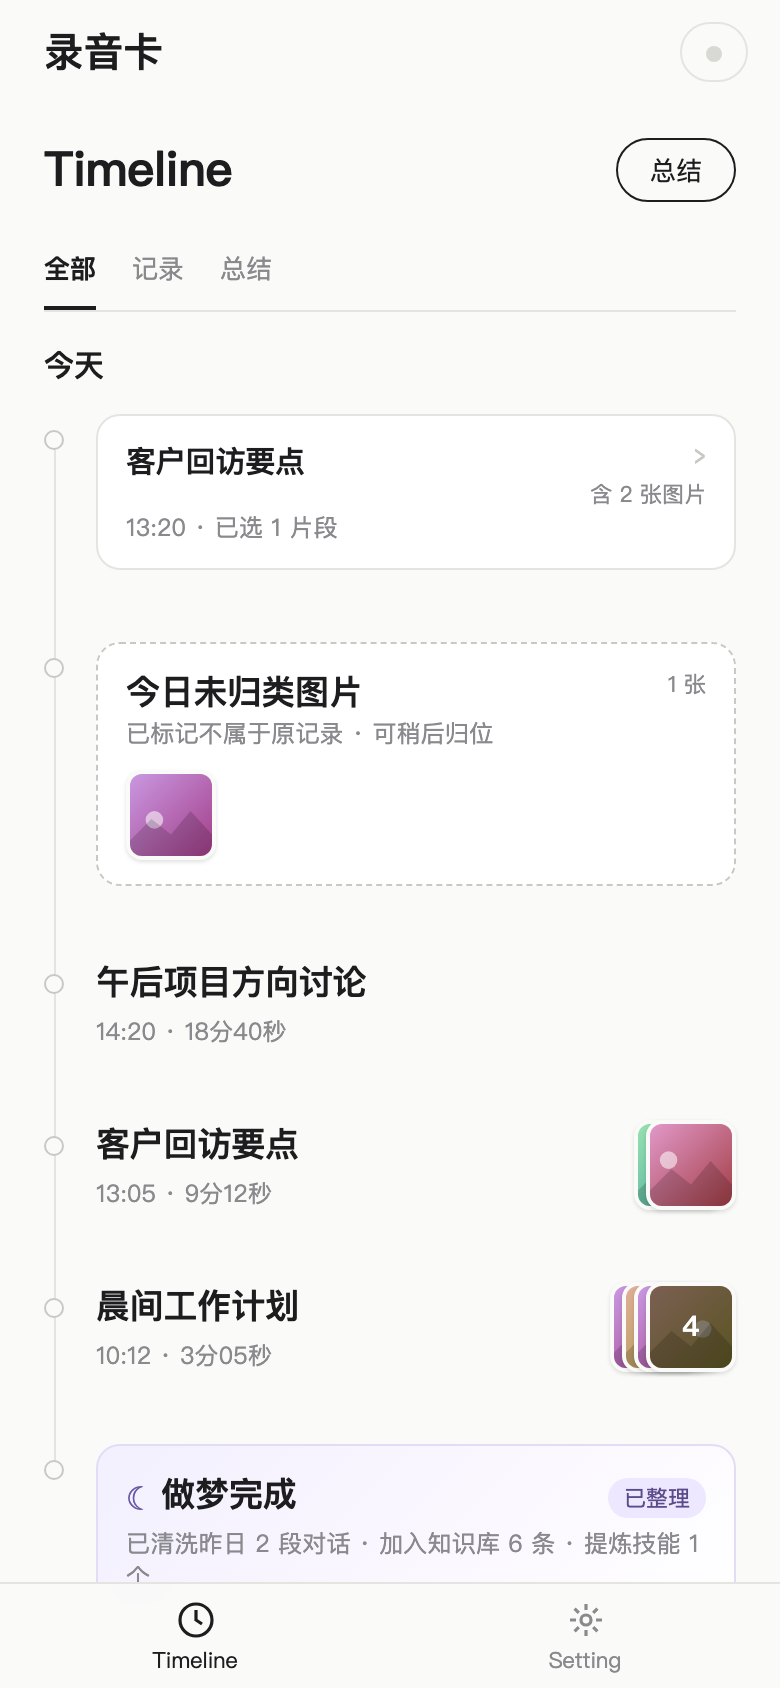 录音卡
Timeline
总结
全部 记录 总结
今天
客户回访要点
含 2 张图片
13:20 · 已选 1 片段
今日未归类图片
1 张
已标记不属于原记录 · 可稍后归位
午后项目方向讨论
14:20 · 18分40秒
客户回访要点
13:05 · 9分12秒
晨间工作计划
4
10:12 · 3分05秒
做梦完成
已整理
已清洗昨日 2 段对话 · 加入知识库 6 条 · 提炼技能 1
个
Timeline
Setting